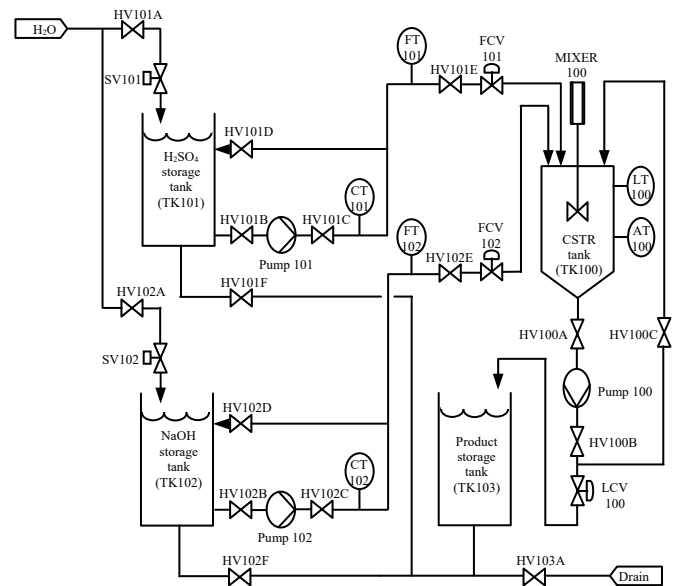 HV101A
H₂O
SV101
H₂SO₄
storage
tank
(TK101)
HV101D
HV101B
HV101C
Pump 101
CT
101
FT
101
HV101E
FCV
101
MIXER
100
LT
100
AT
100
CSTR
tank
(TK100)
FT
102
HV102E
FCV
102
HV101F
HV102A
SV102
HV100A
HV100C
Pump 100
HV100B
LCV
100
NaOH
storage
tank
(TK102)
HV102D
HV102B
HV102C
Pump 102
CT
102
Product
storage
tank
(TK103)
HV102F
HV103A
Drain